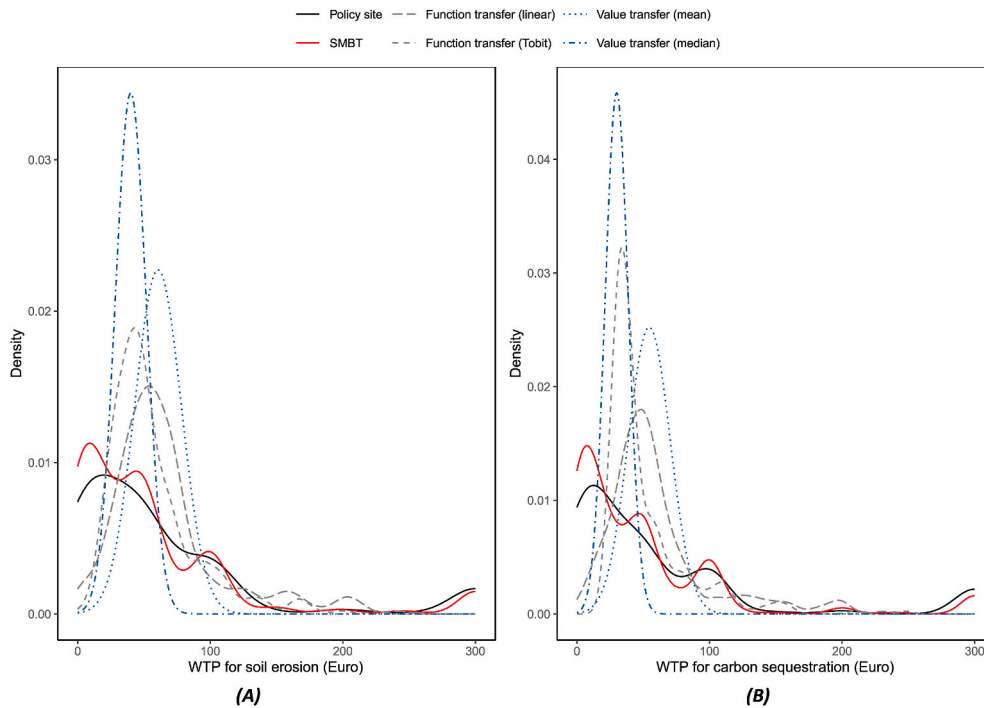 Policy site
Function transfer (linear)
Value transfer (mean)
SMBT
Function transfer (Tobit)
Value transfer (median)
Density
0.03
0.02
0.01
0.00
0
100
200
300
WTP for soil erosion (Euro)
(A)
Density
0.04
0.03
0.02
0.01
0.00
0
100
200
300
WTP for carbon sequestration (Euro)
(B)